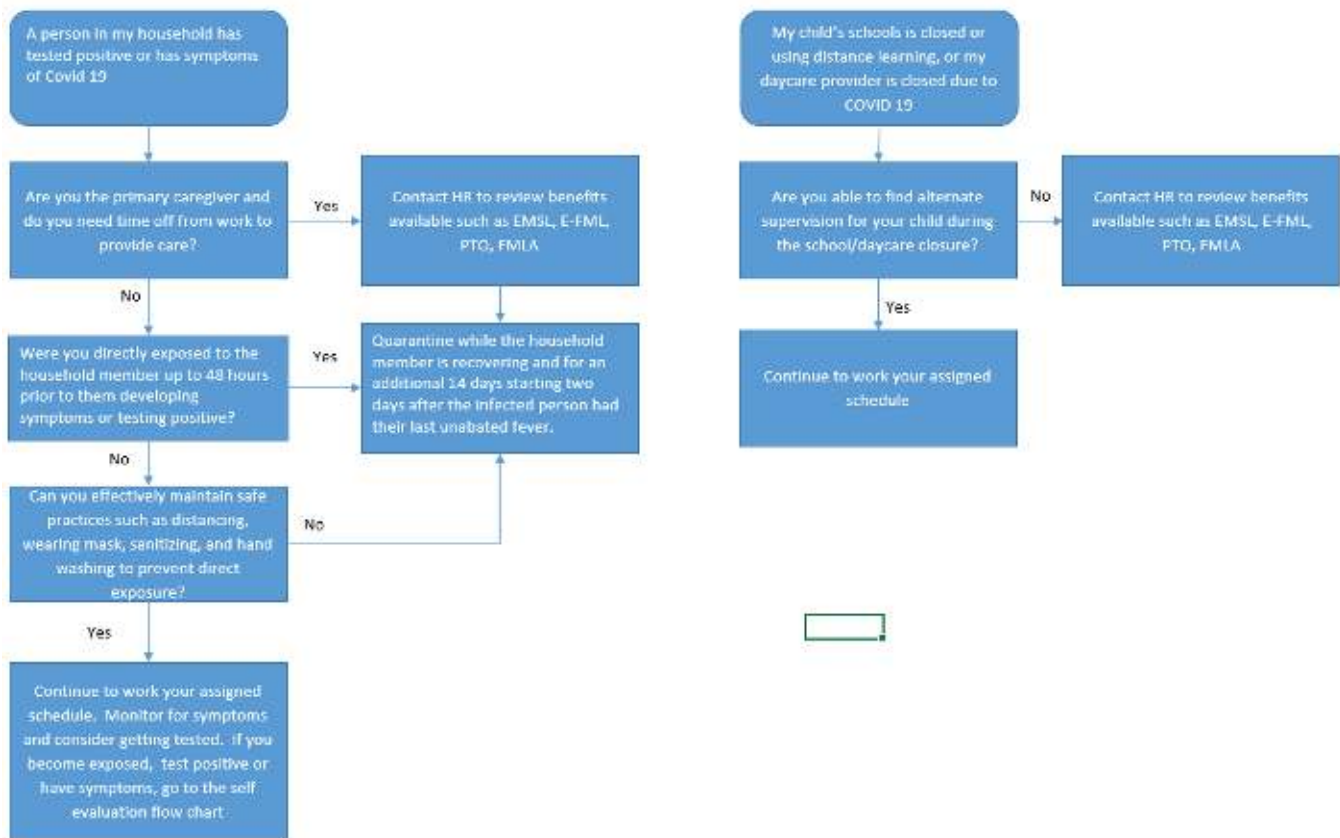 A person in my household has
tested positive or has symptoms
of Covid 19
Are you the primary caregiver and
do you need time off from work to
provide care?
Yes
Contact HR to review benefits
available such as EMSL, E-FML,
PTO, FMLA
No
Were you directly exposed to the
household member up to 48 hours
prior to them developing
symptoms or testing positive?
Yes
Quarantine while the household
member is recovering and for an
additional 14 days starting two
days after the infected person had
their last unabated fever.
No
Can you effectively maintain safe
practices such as distancing,
wearing mask, sanitizing, and hand
washing to prevent direct
exposure?
No
Yes
Continue to work your assigned
schedule. Monitor for symptoms
and consider getting tested. If you
become exposed, test positive or
have symptoms, go to the self
evaluation flow chart
My child's schools is closed or
using distance learning, or my
daycare provider is closed due to
COVID 19
Are you able to find alternate
supervision for your child during
the school/daycare closure?
No
Contact HR to review benefits
available such as EMSL, E-FML,
PTO, FMLA
Yes
Continue to work your assigned
schedule